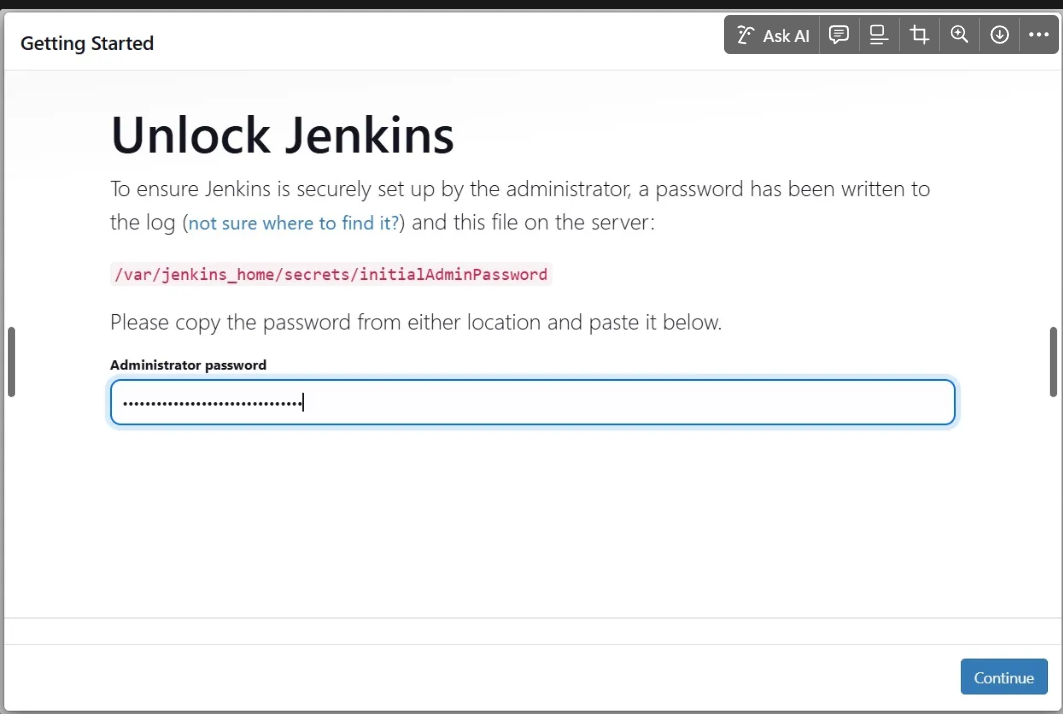 Getting Started
Ask AI
Unlock Jenkins
To ensure Jenkins is securely set up by the administrator, a password has been written to
the log (not sure where to find it?) and this file on the server:
/var/jenkins_home/secrets/initialAdminPassword
Please copy the password from either location and paste it below.
Administrator password
Continue